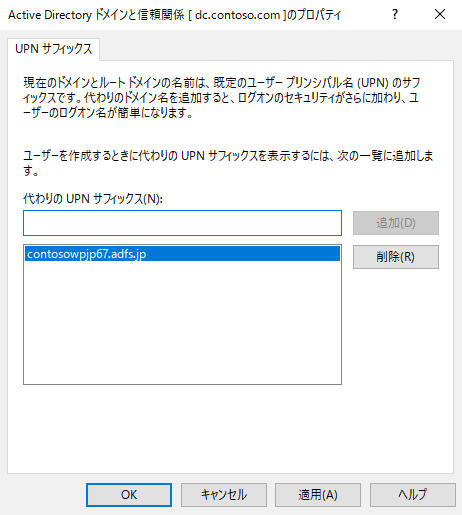 Active Directory ドメインと信頼関係 [ dc.contoso.com ]のプロパティ
UPN サフィックス
現在のドメインとルート ドメインの名前は、既定のユーザー プリンシパル名 (UPN) のサフ
ィックスです。代わりのドメイン名を追加すると、ログオンのセキュリティがさらに加わり、ユ
ーザーのログオン名が簡単になります。
ユーザーを作成するときに代わりの UPN サフィックスを表示するには、次の一覧に追加しま
す。
代わりの UPN サフィックス(N):
追加(D)
contosowpjp67.adfs.jp
削除(R)
OK
キャンセル
適用(A)
ヘルプ